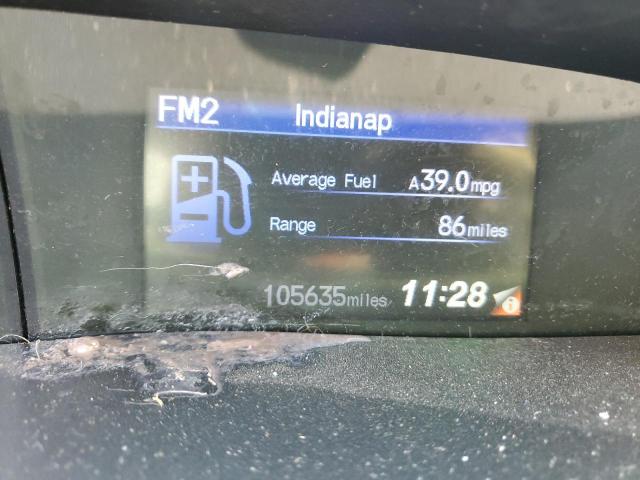 FM2 Indianap
Average Fuel A39.0mpg
Range 86miles
105635miles 11:28 i